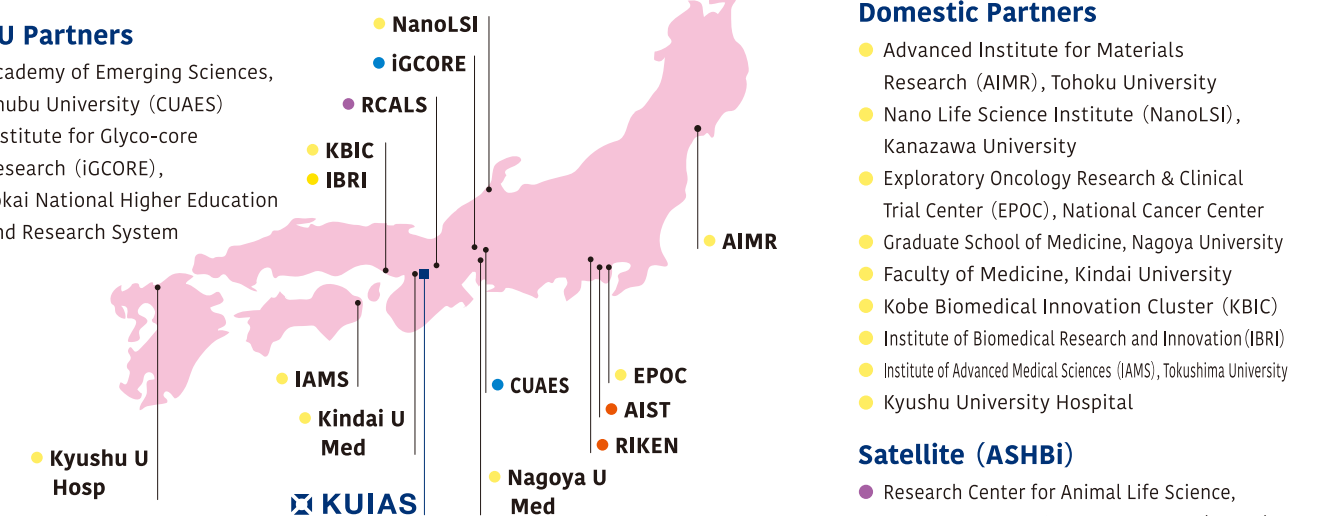 U Partners
cademy of Emerging Sciences,
hubu University (CUAES)
stitute for Glyco-core
esearch (iGCORE),
okai National Higher Education
nd Research System
NanoLSI
iGCORE
RCALS
KBIC
IBRI
AIMR
IAMS
Kindai U
Med
Kyushu U
Hosp
KUIAS
CUAES
Nagoya U
Med
EPOC
AIST
RIKEN
Domestic Partners
Advanced Institute for Materials
Research (AIMR), Tohoku University
Nano Life Science Institute (NanoLSI),
Kanazawa University
Exploratory Oncology Research & Clinical
Trial Center (EPOC), National Cancer Center
Graduate School of Medicine, Nagoya University
Faculty of Medicine, Kindai University
Kobe Biomedical Innovation Cluster (KBIC)
Institute of Biomedical Research and Innovation (IBRI)
Institute of Advanced Medical Sciences (IAMS), Tokushima University
Kyushu University Hospital
Satellite (ASHBi)
Research Center for Animal Life Science,